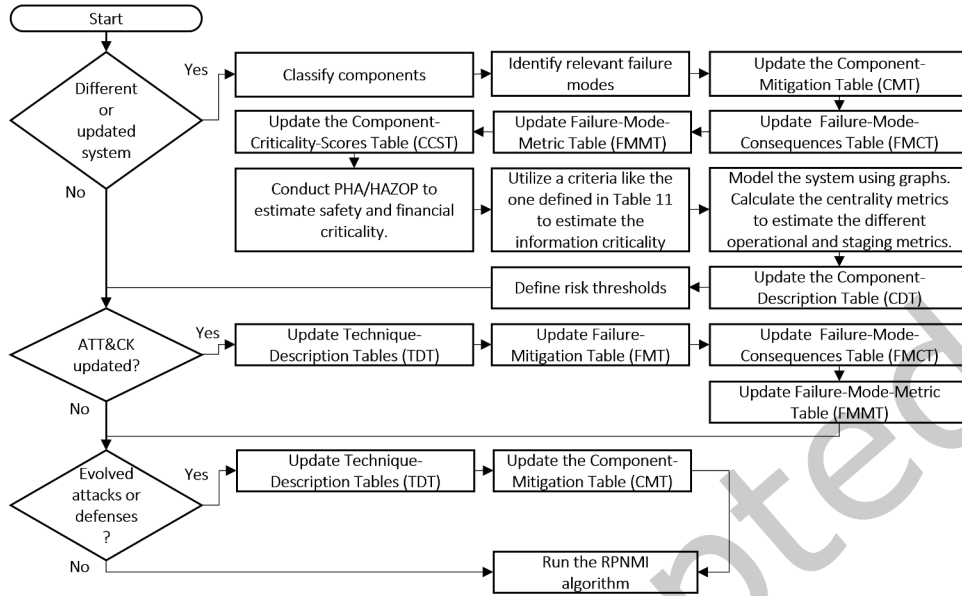 Start
Different
or
updated
system
Yes
No
Classify components
Identify relevant failure
modes
Update the Component-
Mitigation Table (CMT)
Update the Component-
Criticality-Scores Table (CCST)
Update Failure-Mode-
Metric Table (FMMT)
Update Failure-Mode-
Consequences Table (FMCT)
Conduct PHA/HAZOP to
estimate safety and financial
criticality.
Utilize a criteria like the
one defined in Table 11
to estimate the
information criticality
Model the system using graphs.
Calculate the centrality metrics
to estimate the different
operational and staging metrics.
Define risk thresholds
Update the Component-
Description Table (CDT)
ATT&CK
updated?
Yes
No
Update Technique-
Description Tables (TDT)
Update Failure-
Mitigation Table (FMT)
Update Failure-Mode-
Consequences Table (FMCT)
Update Failure-Mode-Metric
Table (FMMT)
Evolved
attacks or
defenses
?
Yes
No
Update Technique-
Description Tables (TDT)
Update the Component-
Mitigation Table (CMT)
Run the RPNMI
algorithm
pted